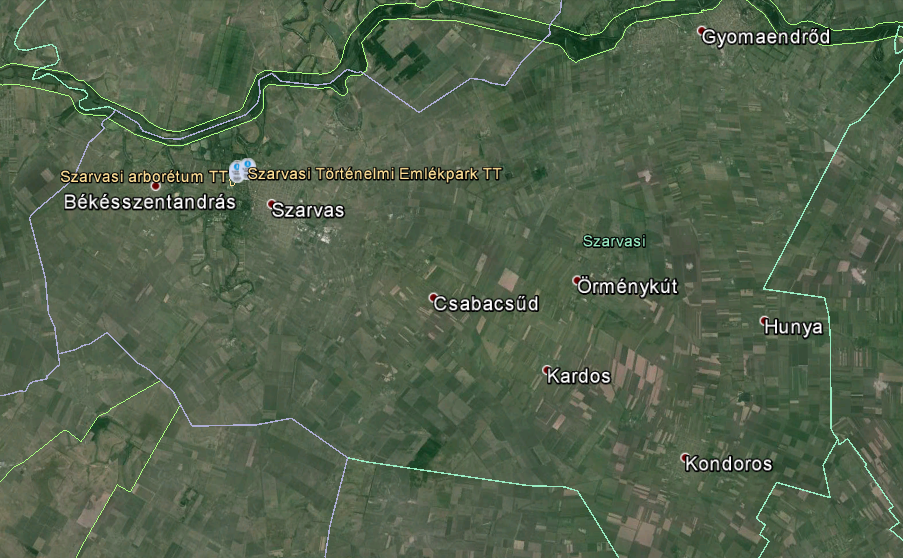 Gyomaendrőd
Szarvasi arborétum TT
Szarvasi Történelmi Emlékpark TT
Békésszentandrás
Szarvas
Szarvasi
Örménykút
Csabacsűd
Hunya
Kardos
Kondoros